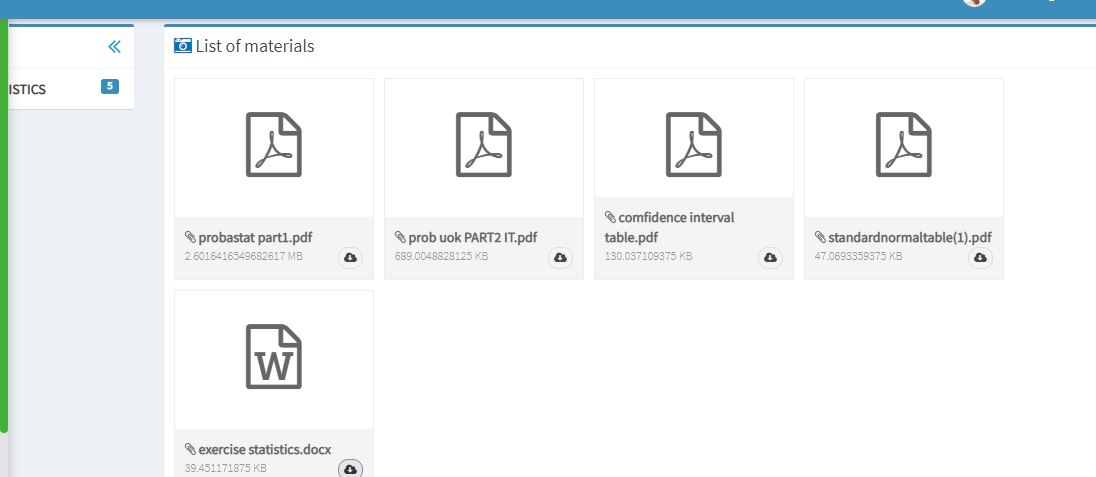 List of materials
ISTICS
5
probastat part1.pdf
2.6016416549682617 MB
prob uok PART2 IT.pdf
689.0048828125 KB
comfidence interval
table.pdf
130.037109375 KB
standardnormaltable(1).pdf
47.0693359375 KB
W
exercise statistics.docx
39.451171875 KB